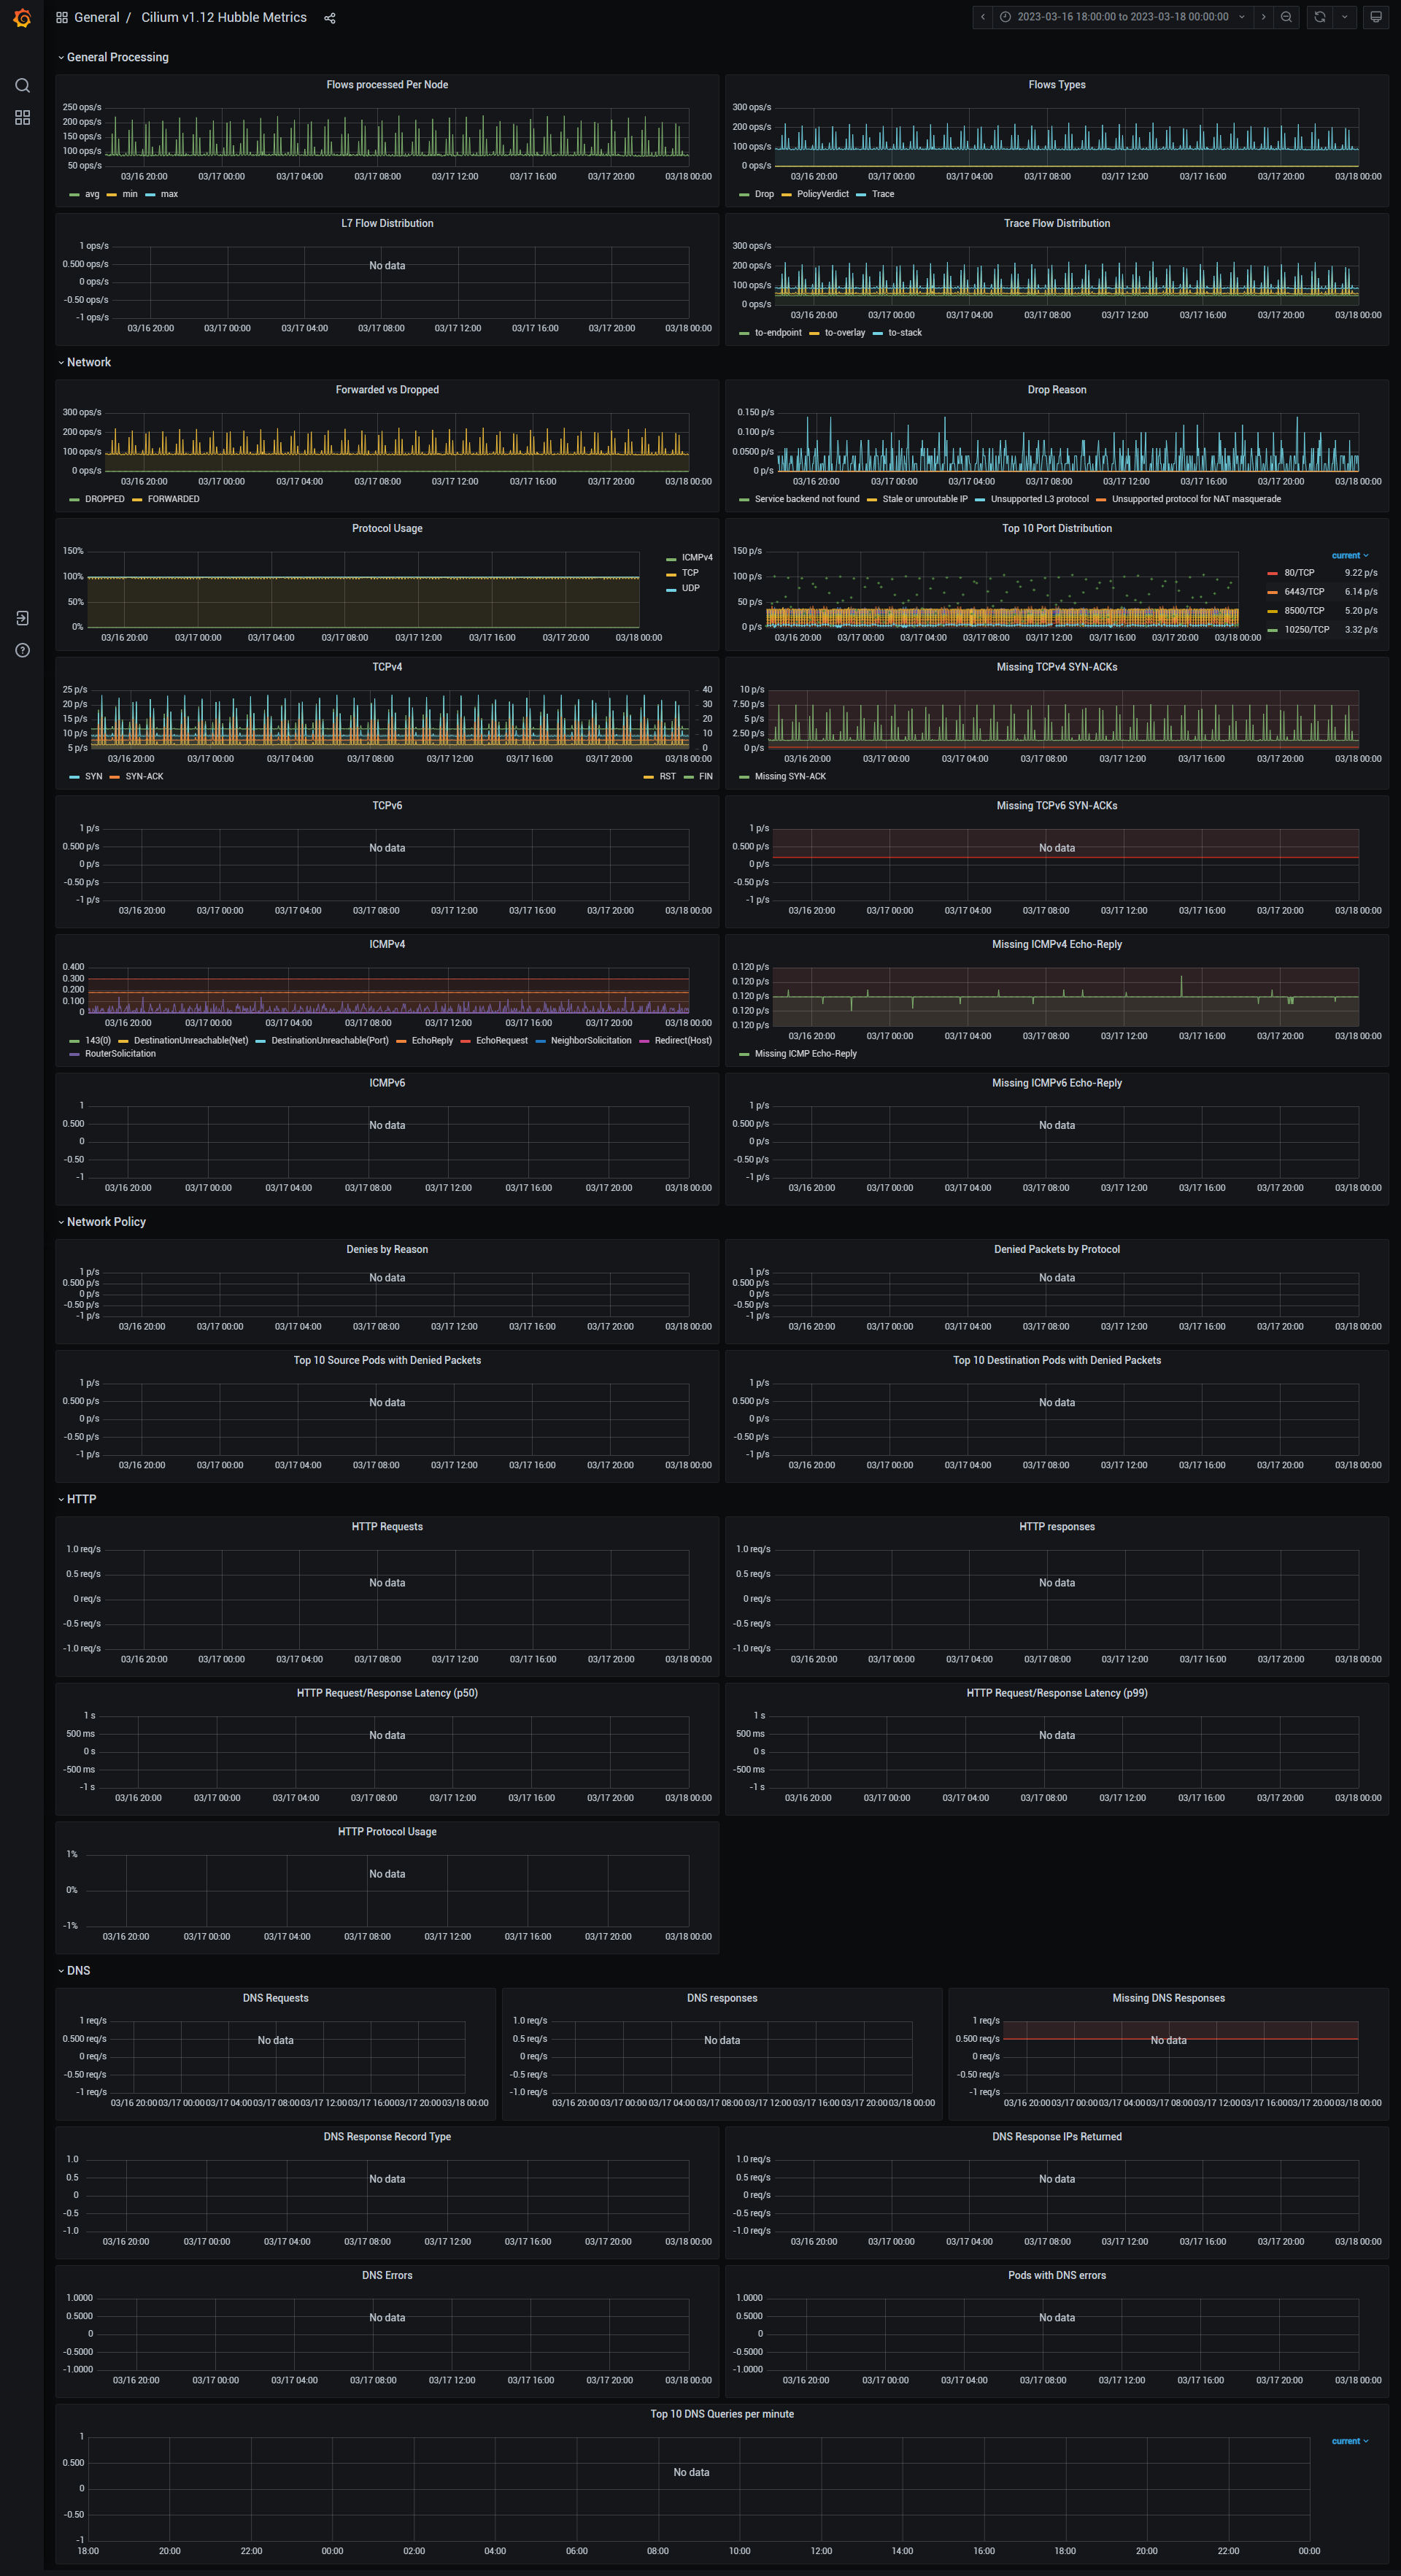 General / Cilium v1.12 Hubble Metrics
2023-03-16 18:00:00 to 2023-03-18 00:00:00
General Processing
Flows processed Per Node
250 ops/s
200 ops/s
150 ops/s
100 ops/s
50 ops/s
03/16 20:00 03/17 00:00 03/17 04:00 03/17 08:00 03/17 12:00 03/17 16:00 03/17 20:00 03/18 00:00
avg min max
Flows Types
300 ops/s
200 ops/s
100 ops/s
0 ops/s
03/16 20:00 03/17 00:00 03/17 04:00 03/17 08:00 03/17 12:00 03/17 16:00 03/17 20:00 03/18 00:00
Drop PolicyVerdict Trace
L7 Flow Distribution
1 ops/s
0.500 ops/s
0 ops/s
-0.50 ops/s
-1 ops/s
No data
03/16 20:00 03/17 00:00 03/17 04:00 03/17 08:00 03/17 12:00 03/17 16:00 03/17 20:00 03/18 00:00
Trace Flow Distribution
300 ops/s
200 ops/s
100 ops/s
0 ops/s
03/16 20:00 03/17 00:00 03/17 04:00 03/17 08:00 03/17 12:00 03/17 16:00 03/17 20:00 03/18 00:00
to-endpoint to-overlay to-stack
Network
Forwarded vs Dropped
300 ops/s
200 ops/s
100 ops/s
0 ops/s
03/16 20:00 03/17 00:00 03/17 04:00 03/17 08:00 03/17 12:00 03/17 16:00 03/17 20:00 03/18 00:00
DROPPED FORWARDED
Drop Reason
0.150 p/s
0.100 p/s
0.0500 p/s
0 p/s
03/16 20:00 03/17 00:00 03/17 04:00 03/17 08:00 03/17 12:00 03/17 16:00 03/17 20:00 03/18 00:00
Service backend not found Stale or unroutable IP Unsupported L3 protocol Unsupported protocol for NAT masquerade
Protocol Usage
150%
100%
50%
0%
03/16 20:00 03/17 00:00 03/17 04:00 03/17 08:00 03/17 12:00 03/17 16:00 03/17 20:00 03/18 00:00
ICMPv4
TCP
UDP
Top 10 Port Distribution
150 p/s
100 p/s
50 p/s
0 p/s
03/16 20:00 03/17 00:00 03/17 04:00 03/17 08:00 03/17 12:00 03/17 16:00 03/17 20:00 03/18 00:00
current
80/TCP 9.22 p/s
6443/TCP 6.14 p/s
8500/TCP 5.20 p/s
10250/TCP 3.32 p/s
TCPv4
25 p/s
20 p/s
15 p/s
10 p/s
5 p/s
40
30
20
10
0
03/16 20:00 03/17 00:00 03/17 04:00 03/17 08:00 03/17 12:00 03/17 16:00 03/17 20:00 03/18 00:00
SYN SYN-ACK RST FIN
Missing TCPv4 SYN-ACKs
10 p/s
7.50 p/s
5 p/s
2.50 p/s
0 p/s
03/16 20:00 03/17 00:00 03/17 04:00 03/17 08:00 03/17 12:00 03/17 16:00 03/17 20:00 03/18 00:00
Missing SYN-ACK
TCPv6
1 p/s
0.500 p/s
0 p/s
-0.50 p/s
-1 p/s
No data
03/16 20:00 03/17 00:00 03/17 04:00 03/17 08:00 03/17 12:00 03/17 16:00 03/17 20:00 03/18 00:00
Missing TCPv6 SYN-ACKs
1 p/s
0.500 p/s
0 p/s
-0.50 p/s
-1 p/s
No data
03/16 20:00 03/17 00:00 03/17 04:00 03/17 08:00 03/17 12:00 03/17 16:00 03/17 20:00 03/18 00:00
ICMPv4
0.400
0.300
0.200
0.100
0
03/16 20:00 03/17 00:00 03/17 04:00 03/17 08:00 03/17 12:00 03/17 16:00 03/17 20:00 03/18 00:00
143(0) DestinationUnreachable(Net) DestinationUnreachable(Port) EchoReply EchoRequest NeighborSolicitation Redirect(Host)
RouterSolicitation
Missing ICMPv4 Echo-Reply
0.120 p/s
0.120 p/s
0.120 p/s
0.120 p/s
0.120 p/s
03/16 20:00 03/17 00:00 03/17 04:00 03/17 08:00 03/17 12:00 03/17 16:00 03/17 20:00 03/18 00:00
Missing ICMP Echo-Reply
ICMPv6
1
0.500
0
-0.50
-1
No data
03/16 20:00 03/17 00:00 03/17 04:00 03/17 08:00 03/17 12:00 03/17 16:00 03/17 20:00 03/18 00:00
Missing ICMPv6 Echo-Reply
1 p/s
0.500 p/s
0 p/s
-0.50 p/s
-1 p/s
No data
03/16 20:00 03/17 00:00 03/17 04:00 03/17 08:00 03/17 12:00 03/17 16:00 03/17 20:00 03/18 00:00
Network Policy
Denies by Reason
1 p/s
0.500 p/s
0 p/s
-0.50 p/s
-1 p/s
No data
03/16 20:00 03/17 00:00 03/17 04:00 03/17 08:00 03/17 12:00 03/17 16:00 03/17 20:00 03/18 00:00
Denied Packets by Protocol
1 p/s
0.500 p/s
0 p/s
-0.50 p/s
-1 p/s
No data
03/16 20:00 03/17 00:00 03/17 04:00 03/17 08:00 03/17 12:00 03/17 16:00 03/17 20:00 03/18 00:00
Top 10 Source Pods with Denied Packets
1 p/s
0.500 p/s
0 p/s
-0.50 p/s
-1 p/s
No data
03/16 20:00 03/17 00:00 03/17 04:00 03/17 08:00 03/17 12:00 03/17 16:00 03/17 20:00 03/18 00:00
Top 10 Destination Pods with Denied Packets
1 p/s
0.500 p/s
0 p/s
-0.50 p/s
-1 p/s
No data
03/16 20:00 03/17 00:00 03/17 04:00 03/17 08:00 03/17 12:00 03/17 16:00 03/17 20:00 03/18 00:00
HTTP
HTTP Requests
1.0 req/s
0.5 req/s
0 req/s
-0.5 req/s
-1.0 req/s
No data
03/16 20:00 03/17 00:00 03/17 04:00 03/17 08:00 03/17 12:00 03/17 16:00 03/17 20:00 03/18 00:00
HTTP responses
1.0 req/s
0.5 req/s
0 req/s
-0.5 req/s
-1.0 req/s
No data
03/16 20:00 03/17 00:00 03/17 04:00 03/17 08:00 03/17 12:00 03/17 16:00 03/17 20:00 03/18 00:00
HTTP Request/Response Latency (p50)
1 s
500 ms
0 s
-500 ms
-1 s
No data
03/16 20:00 03/17 00:00 03/17 04:00 03/17 08:00 03/17 12:00 03/17 16:00 03/17 20:00 03/18 00:00
HTTP Request/Response Latency (p99)
1 s
500 ms
0 s
-500 ms
-1 s
No data
03/16 20:00 03/17 00:00 03/17 04:00 03/17 08:00 03/17 12:00 03/17 16:00 03/17 20:00 03/18 00:00
HTTP Protocol Usage
1%
0%
-1%
No data
03/16 20:00 03/17 00:00 03/17 04:00 03/17 08:00 03/17 12:00 03/17 16:00 03/17 20:00 03/18 00:00
DNS
DNS Requests
1 req/s
0.500 req/s
0 req/s
-0.50 req/s
-1 req/s
No data
03/16 20:00 03/17 00:00 03/17 04:00 03/17 08:00 03/17 12:00 03/17 16:00 03/17 20:00 03/18 00:00
DNS responses
1.0 req/s
0.5 req/s
0 req/s
-0.5 req/s
-1.0 req/s
No data
03/16 20:00 03/17 00:00 03/17 04:00 03/17 08:00 03/17 12:00 03/17 16:00 03/17 20:00 03/18 00:00
Missing DNS Responses
1 req/s
0.500 req/s
0 req/s
-0.50 req/s
-1 req/s
No data
03/16 20:00 03/17 00:00 03/17 04:00 03/17 08:00 03/17 12:00 03/17 16:00 03/17 20:00 03/18 00:00
DNS Response Record Type
1.0
0.5
0
-0.5
-1.0
No data
03/16 20:00 03/17 00:00 03/17 04:00 03/17 08:00 03/17 12:00 03/17 16:00 03/17 20:00 03/18 00:00
DNS Response IPs Returned
1.0 req/s
0.5 req/s
0 req/s
-0.5 req/s
-1.0 req/s
No data
03/16 20:00 03/17 00:00 03/17 04:00 03/17 08:00 03/17 12:00 03/17 16:00 03/17 20:00 03/18 00:00
DNS Errors
1.0000
0.5000
0
-0.5000
-1.0000
No data
03/16 20:00 03/17 00:00 03/17 04:00 03/17 08:00 03/17 12:00 03/17 16:00 03/17 20:00 03/18 00:00
Pods with DNS errors
1.0000
0.5000
0
-0.5000
-1.0000
No data
03/16 20:00 03/17 00:00 03/17 04:00 03/17 08:00 03/17 12:00 03/17 16:00 03/17 20:00 03/18 00:00
Top 10 DNS Queries per minute
1
0.500
0
-0.50
-1
No data
current
18:00 20:00 22:00 00:00 02:00 04:00 06:00 08:00 10:00 12:00 14:00 16:00 18:00 20:00 22:00 00:00